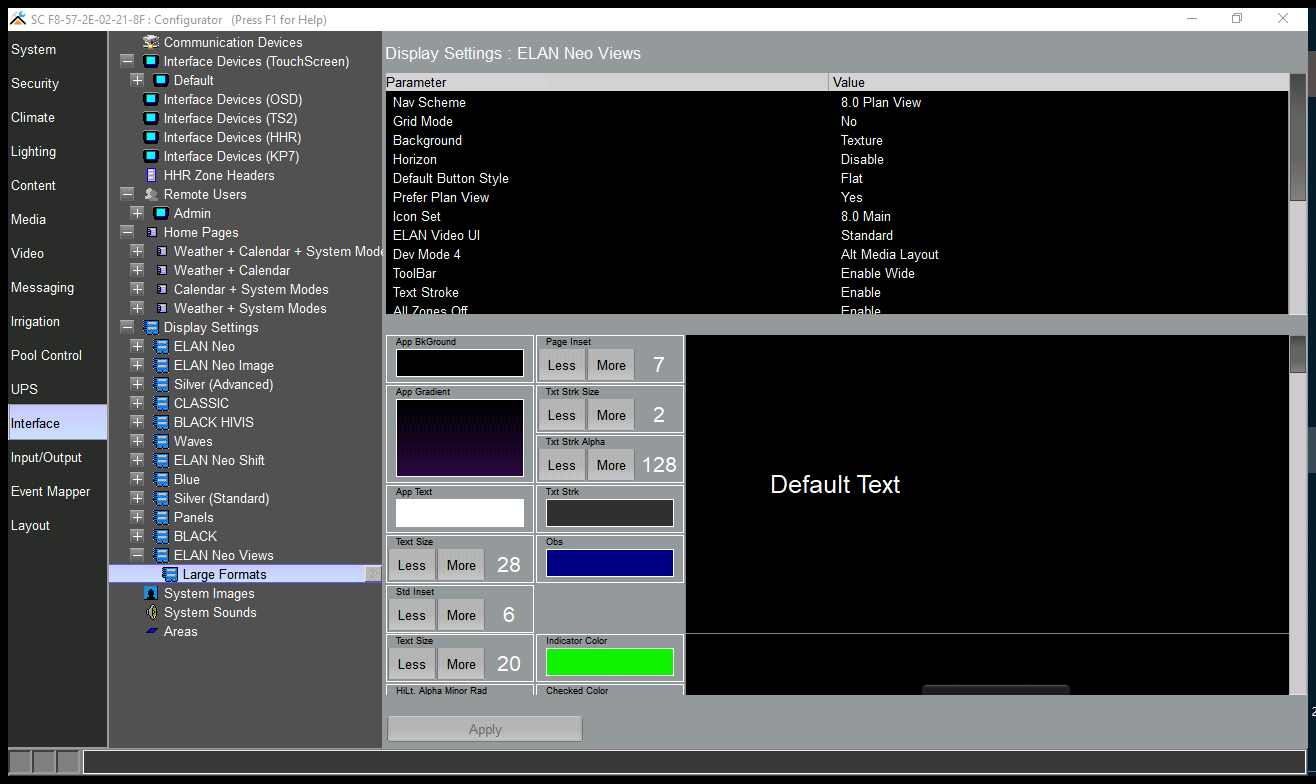 SC F8-57-2E-02-21-8F : Configurator (Press F1 for Help)
System
Security
Climate
Lighting
Content
Media
Video
Messaging
Irrigation
Pool Control
UPS
Interface
Input/Output
Event Mapper
Layout
Communication Devices
Interface Devices (TouchScreen)
Default
Interface Devices (OSD)
Interface Devices (TS2)
Interface Devices (HHR)
Interface Devices (KP7)
HHR Zone Headers
Remote Users
Admin
Home Pages
Weather + Calendar + System Mode
Weather + Calendar
Calendar + System Modes
Weather + System Modes
Display Settings
ELAN Neo
ELAN Neo Image
Silver (Advanced)
CLASSIC
BLACK HIVIS
Waves
ELAN Neo Shift
Blue
Silver (Standard)
Panels
BLACK
ELAN Neo Views
Large Formats
System Images
System Sounds
Areas
Display Settings : ELAN Neo Views
Parameter Value
Nav Scheme 8.0 Plan View
Grid Mode No
Background Texture
Horizon Disable
Default Button Style Flat
Prefer Plan View Yes
Icon Set 8.0 Main
ELAN Video UI Standard
Dev Mode 4 Alt Media Layout
ToolBar Enable Wide
Text Stroke Enable
All Zones Off Enable
App BkGround
Page Inset
Less More 7
App Gradient
Txt Strk Size
Less More 2
Txt Strk Alpha
Less More 128
App Text
Txt Strk
Text Size
Less More 28
Obs
Std Inset
Less More 6
Text Size
Less More 20
Indicator Color
HiLt. Alpha Minor Rad
Checked Color
Default Text
Apply